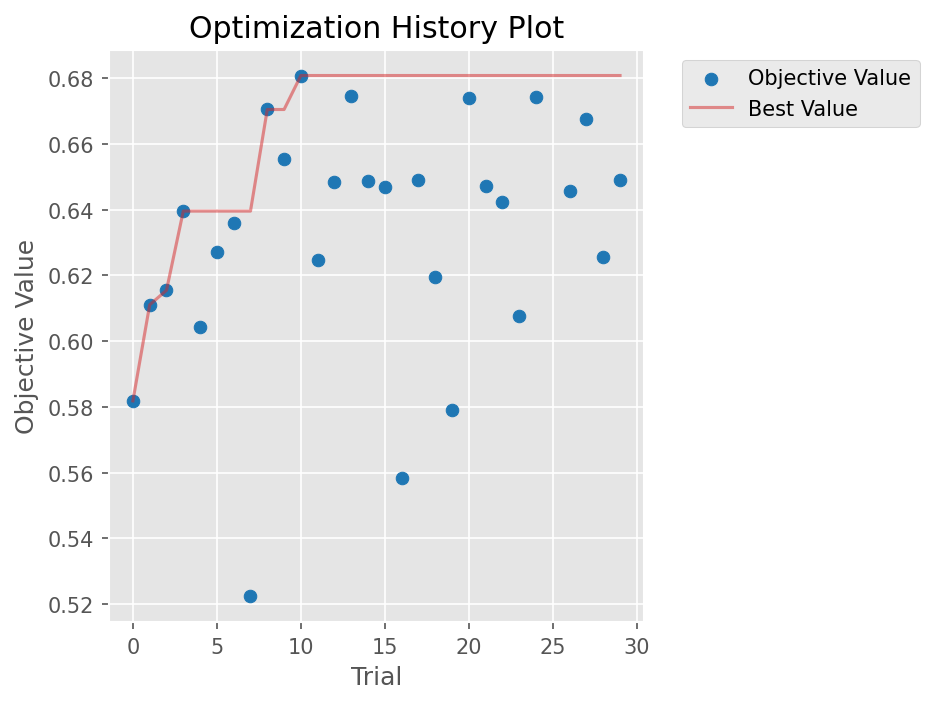 Optimization History Plot
Objective Value
Best Value
0.68
0.66
0.64
0.62
0.60
0.58
0.56
0.54
0.52
Objective Value
0 5 10 15 20 25 30
Trial